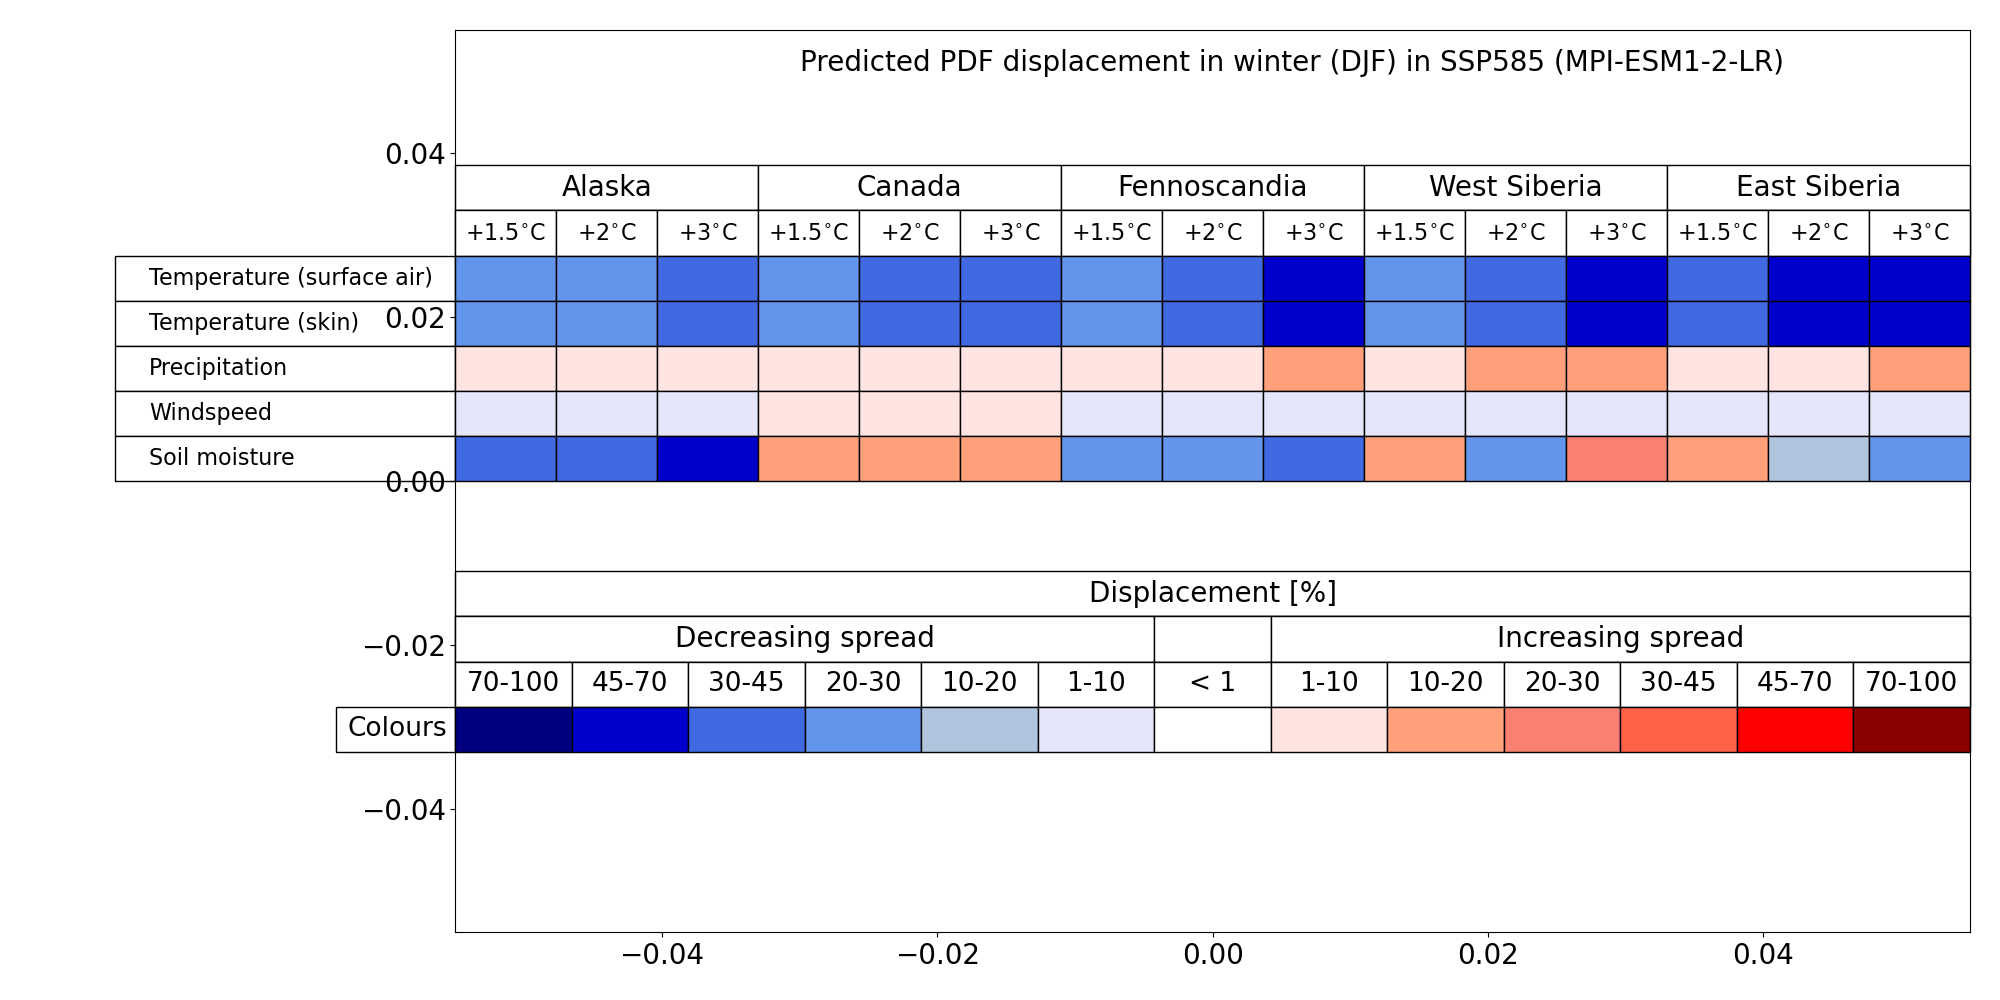 Predicted PDF displacement in winter (DJF) in SSP585 (MPI-ESM1-2-LR)
0.04
Alaska Canada Fennoscandia West Siberia East Siberia
+1.5°C +2°C +3°C +1.5°C +2°C +3°C +1.5°C +2°C +3°C +1.5°C +2°C +3°C +1.5°C +2°C +3°C
Temperature (surface air)
Temperature (skin) 0.02
Precipitation
Windspeed
Soil moisture
0.00
Displacement [%]
−0.02 Decreasing spread Increasing spread
70-100 45-70 30-45 20-30 10-20 1-10 < 1 1-10 10-20 20-30 30-45 45-70 70-100
Colours
−0.04
−0.04 −0.02 0.00 0.02 0.04